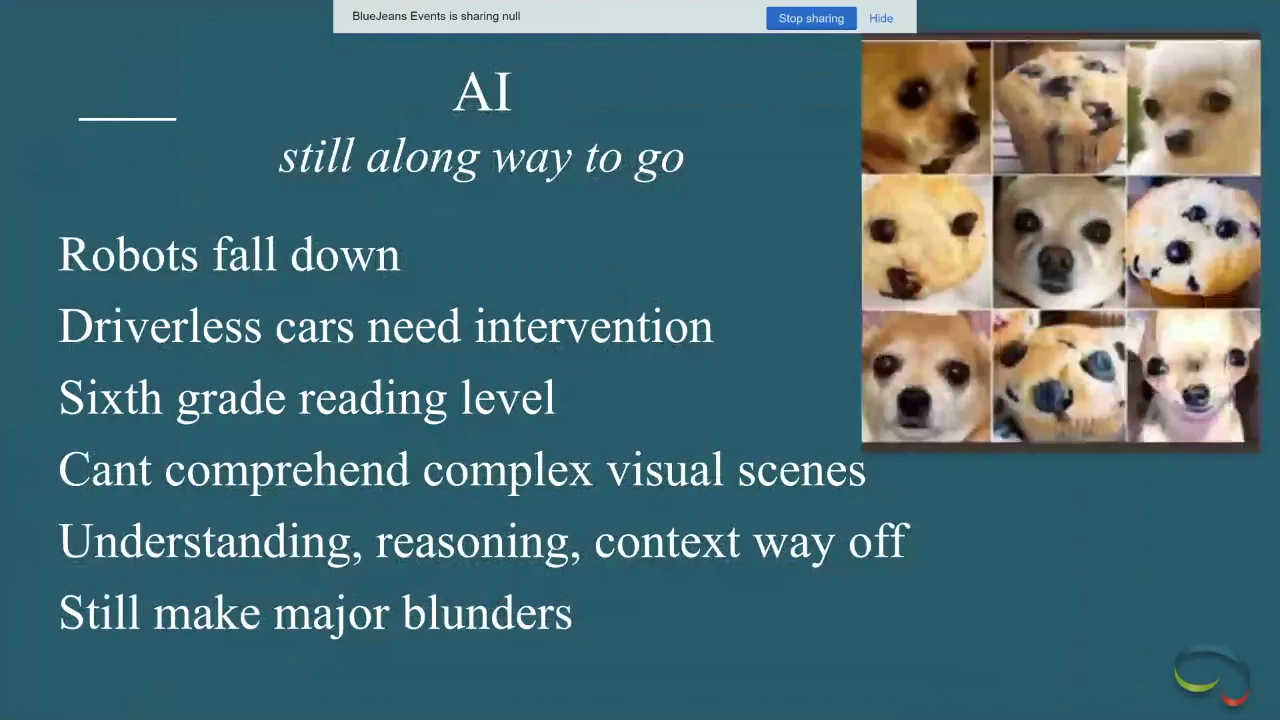 BlueJeans Events is sharing null
Stop sharing
Hide
AI
still along way to go
Robots fall down
Driverless cars need intervention
Sixth grade reading level
Cant comprehend complex visual scenes
Understanding, reasoning, context way off
Still make major blunders